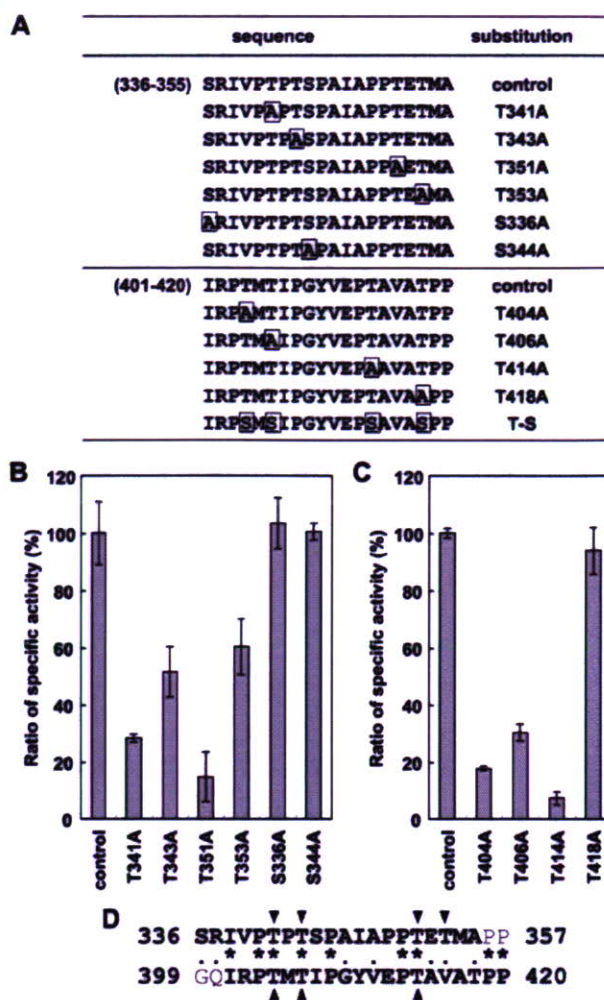 A
sequence substitution
(336-355) SRIVPTPTSPAIAPPTETMA control
SRIVPAPTSPAIAPPTETMA T341A
SRIVPTPASPAIAPPTETMA T343A
SRIVPTPTSPAIAPPAETMA T351A
SRIVPTPTSPAIAPPTEAMA T353A
ARIVPTPTSPAIAPPTETMA S336A
SRIVPTPTAPAIAPPTETMA S344A
(401-420) IRPTMTIPGYVEPTAVATPP control
IRPAMTIPGYVEPTAVATPP T404A
IRPTMAIPGYVEPTAVATPP T406A
IRPTMTIPGYVEPAAVATPP T414A
IRPTMTIPGYVEPTAVAAPP T418A
IRPSMSIPGYVEPSAVASPP T-S
B
Ratio of specific activity (%)
120
100
80
60
40
20
0
control T341A T343A T351A T353A S336A S344A
C
Ratio of specific activity (%)
120
100
80
60
40
20
0
control T404A T406A T414A T418A
D
336 SRIVPTPTSPAIAPPTETMAPP 357
399 GQIRPTMTIPGYVEPTAVATPP 420